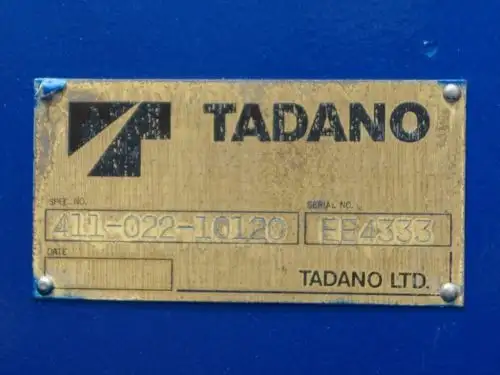 TADANO
SPEC. NO.
411-022-10120
SERIAL NO.
EE4333
DATE
TADANO LTD.